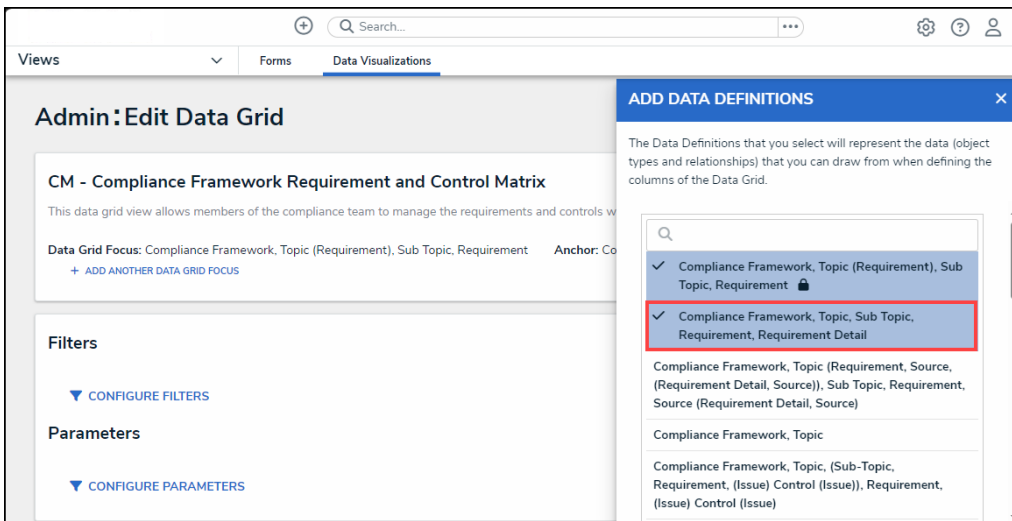 Search...
Views
Forms
Data Visualizations
Admin:Edit Data Grid
CM - Compliance Framework Requirement and Control Matrix
This data grid view allows members of the compliance team to manage the requirements and controls w
Data Grid Focus: Compliance Framework, Topic (Requirement), Sub Topic, Requirement Anchor: Co
+ ADD ANOTHER DATA GRID FOCUS
Filters
CONFIGURE FILTERS
Parameters
CONFIGURE PARAMETERS
ADD DATA DEFINITIONS
The Data Definitions that you select will represent the data (object
types and relationships) that you can draw from when defining the
columns of the Data Grid.
Compliance Framework, Topic (Requirement), Sub
Topic, Requirement
Compliance Framework, Topic, Sub Topic,
Requirement, Requirement Detail
Compliance Framework, Topic (Requirement, Source,
(Requirement Detail, Source)), Sub Topic, Requirement,
Source (Requirement Detail, Source)
Compliance Framework, Topic
Compliance Framework, Topic, (Sub-Topic,
Requirement, (Issue) Control (Issue)), Requirement,
(Issue) Control (Issue)